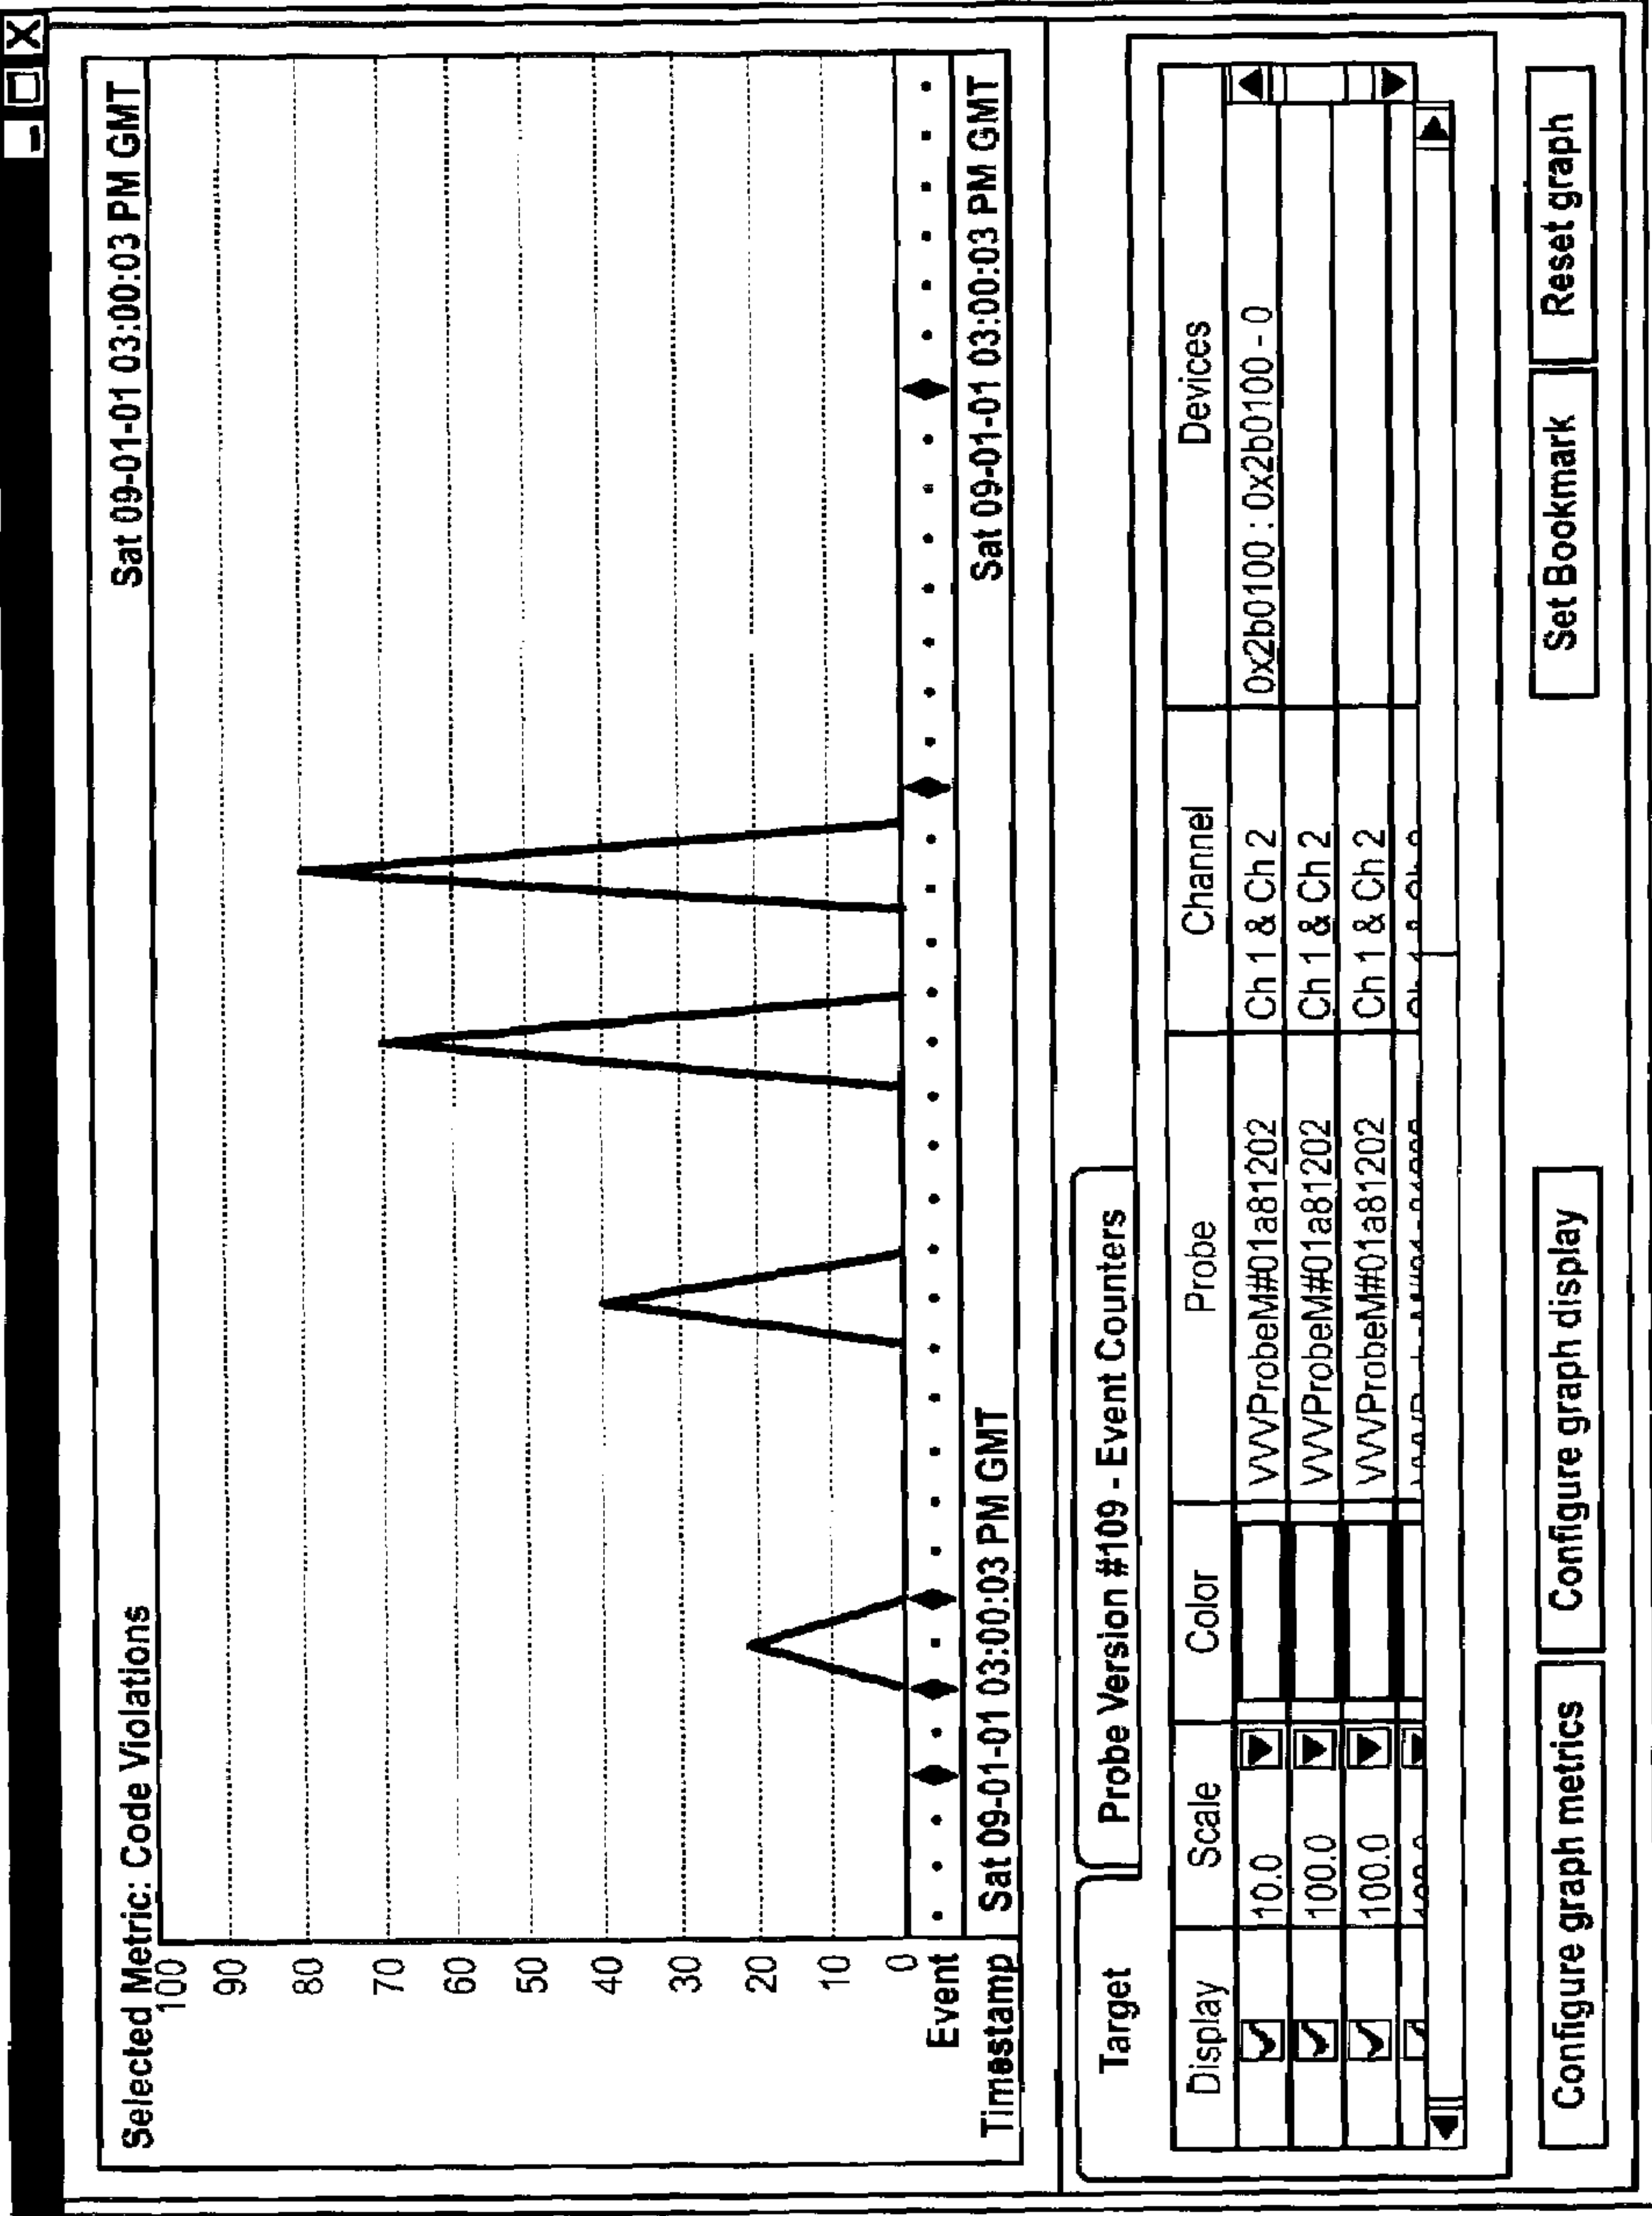 Selected Metric: Code Violations
Sat 09-01-01 03:00:03 PM GMT
100
90
80
70
60
50
40
30
20
10
0
Event
Timestamp
Sat 09-01-01 03:00:03 PM GMT
Sat 09-01-01 03:00:03 PM GMT
Target
Probe Version #109 - Event Counters
Display Scale Color Probe Channel Devices
10.0 VVVProbeM#01a81202 Ch 1 & Ch 2 0x2b0100 : 0x2b0100 - 0
100.0 VVVProbeM#01a81202 Ch 1 & Ch 2
100.0 VVVProbeM#01a81202 Ch 1 & Ch 2
Configure graph metrics
Configure graph display
Set Bookmark
Reset graph